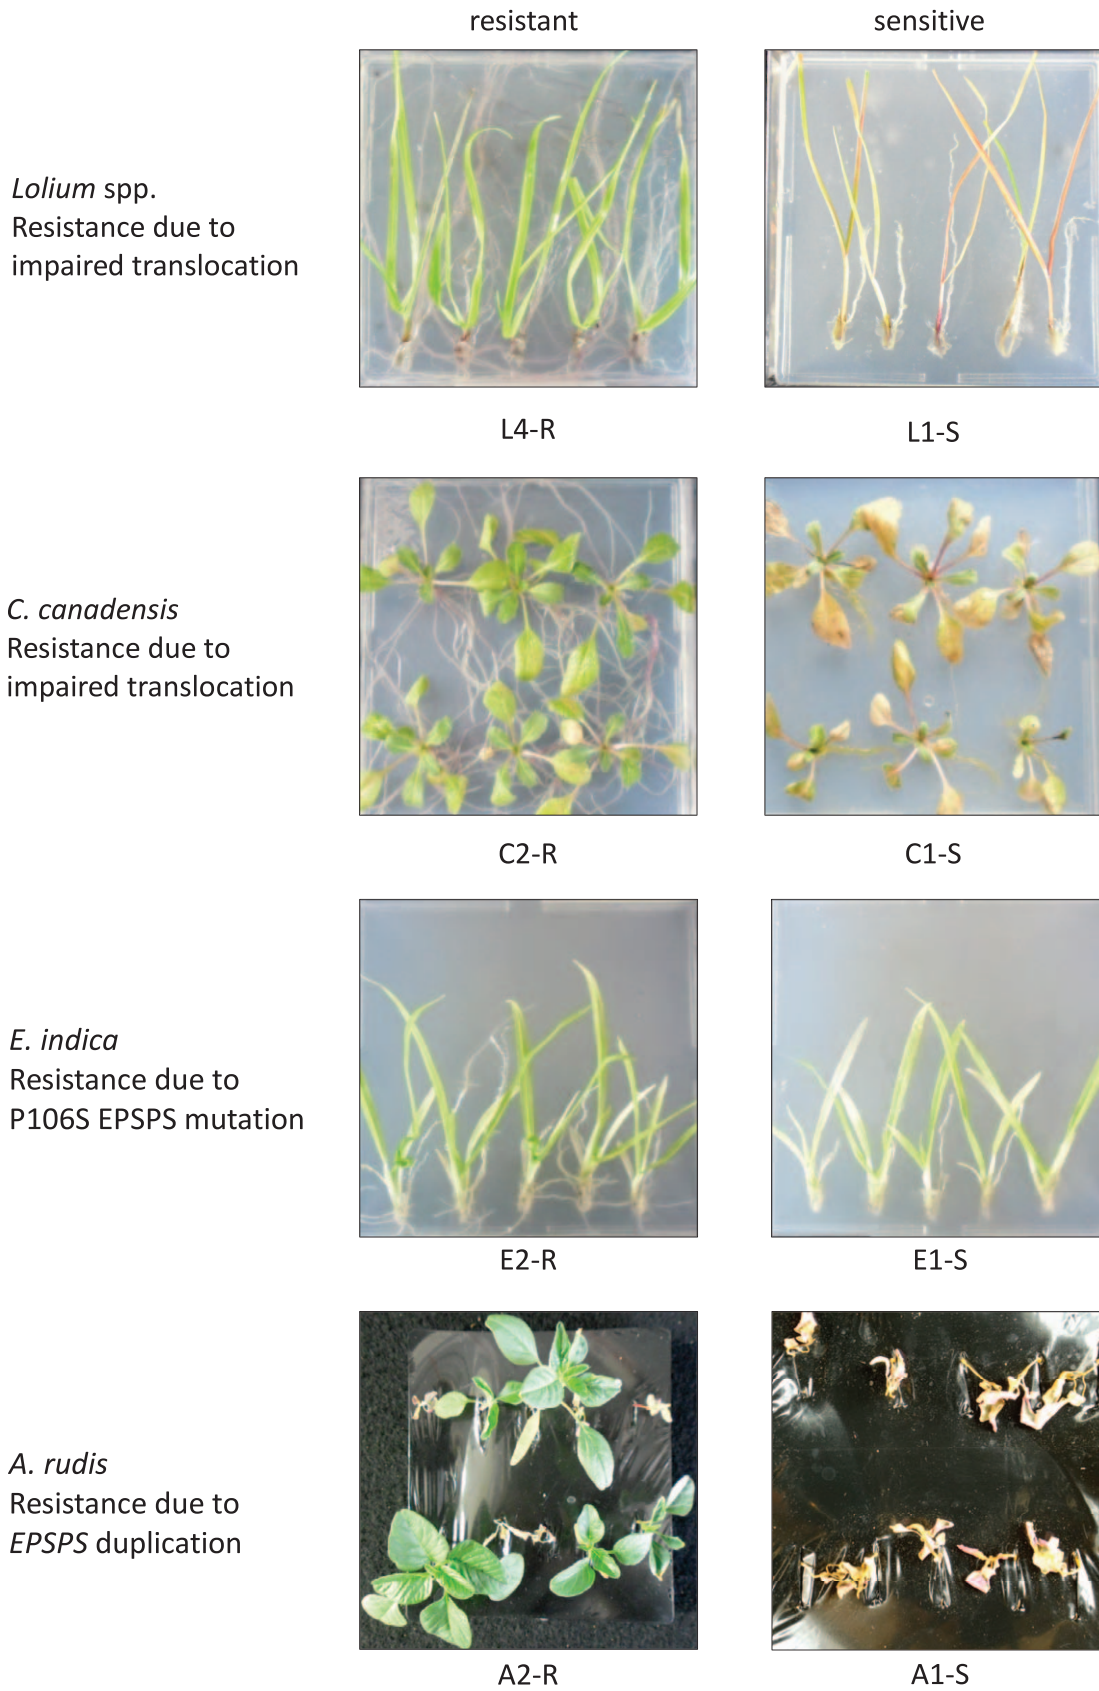 resistant
sensitive
Lolium spp.
Resistance due to
impaired translocation
L4-R
L1-S
C. canadensis
Resistance due to
impaired translocation
C2-R
C1-S
E. indica
Resistance due to
P106S EPSPS mutation
E2-R
E1-S
A. rudis
Resistance due to
EPSPS duplication
A2-R
A1-S